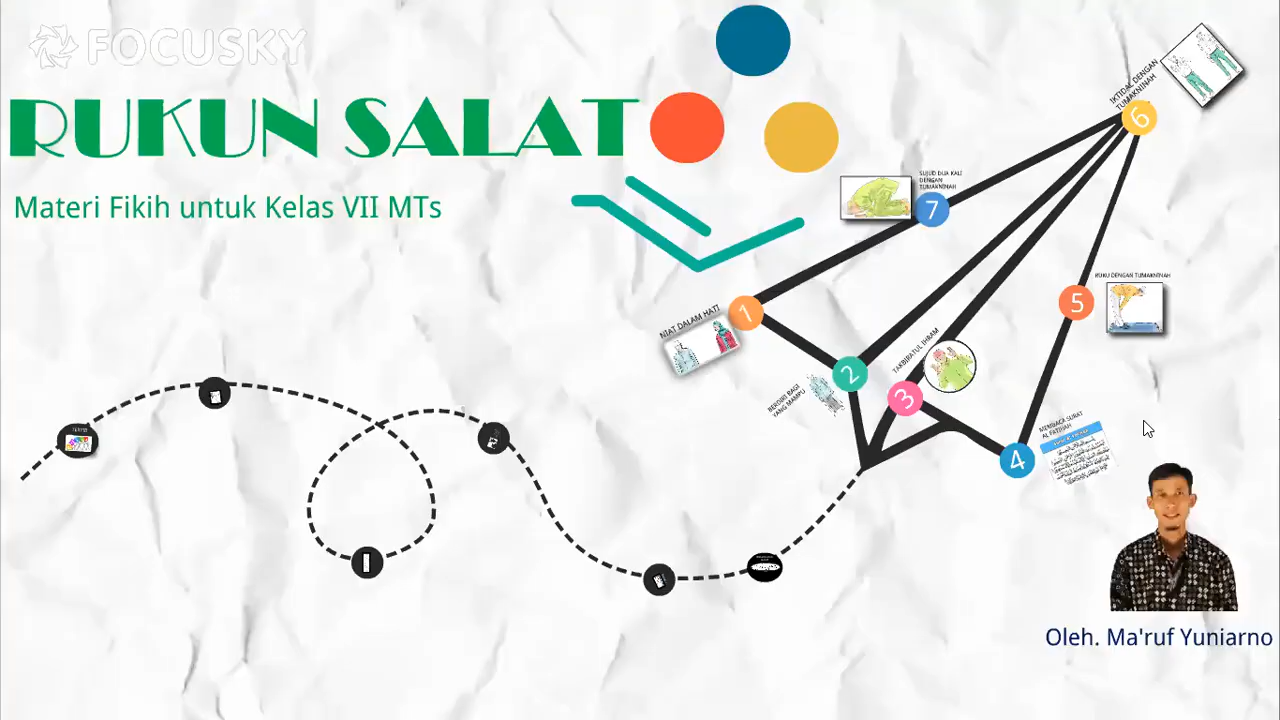 FOCUSKY
RUKUN SALAT
Materi Fikih untuk Kelas VII MTs
IKTIDAL DENGAN
TUMAKNINAH
6
SUJUD DUA KALI
DENGAN
TUMAKNINAH
7
RUKU DENGAN TUMAKNINAH
5
NIAT DALAM HATI
1
2
BERDIRI BAGI
YANG MAMPU
TAKBIRATUL IHRAM
3
MEMBACA SURAT
AL FATIHAH
4
Oleh. Ma'ruf Yuniarno